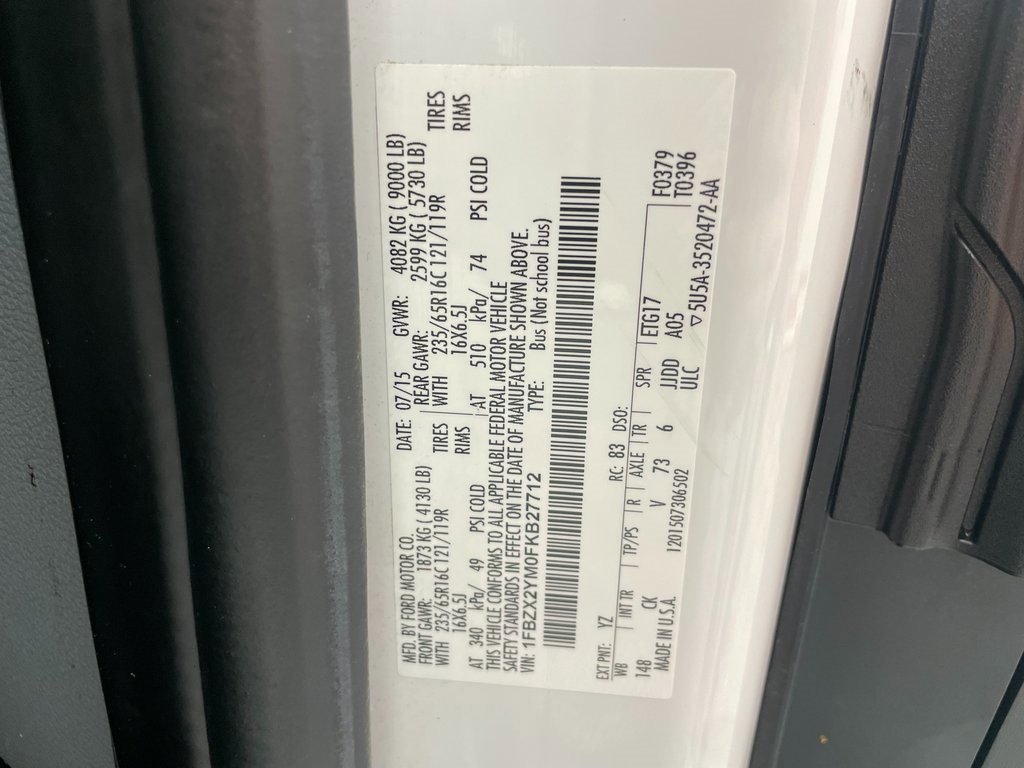 MFD. BY FORD MOTOR CO. DATE: 07/15 GVWR: 4082 KG ( 9000 LB)
FRONT GAWR: 1873 KG ( 4130 LB) REAR GAWR: 2599 KG ( 5730 LB)
WITH 235/65R16C 121/119R TIRES WITH 235/65R16C 121/119R TIRES
16X6.5J RIMS 16X6.5J RIMS
AT 340 kPa/ 49 PSI COLD AT 510 kPa/ 74 PSI COLD
THIS VEHICLE CONFORMS TO ALL APPLICABLE FEDERAL MOTOR VEHICLE
SAFETY STANDARDS IN EFFECT ON THE DATE OF MANUFACTURE SHOWN ABOVE.
VIN: 1FBZX2YM0FKB27712 TYPE: Bus (Not school bus)
EXT PNT: YZ RC: 83 DSO:
WB INT TR TP/PS R AXLE TR SPR ETG17 F0379
148 CK V 73 6 JJDD A05 T0396
MADE IN U.S.A. 1201507306502 ULC ▽5U5A-3520472-AA